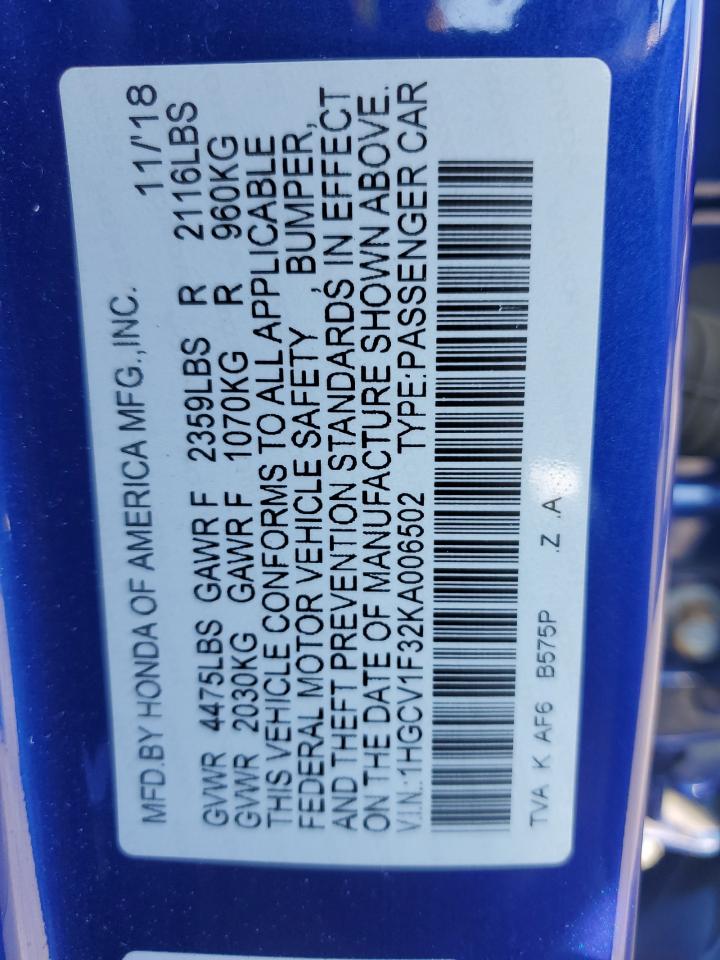 MFD.BY HONDA OF AMERICA MFG.,INC. 11/'18
GVWR 4475LBS GAWR F 2359LBS R 2116LBS
GVWR 2030KG GAWR F 1070KG R 960KG
THIS VEHICLE CONFORMS TO ALL APPLICABLE
FEDERAL MOTOR VEHICLE SAFETY , BUMPER,
AND THEFT PREVENTION STANDARDS IN EFFECT
ON THE DATE OF MANUFACTURE SHOWN ABOVE.
V.I.N.:1HGCV1F32KA006502 TYPE:PASSENGER CAR
TVA K AF6 B575P .Z .A